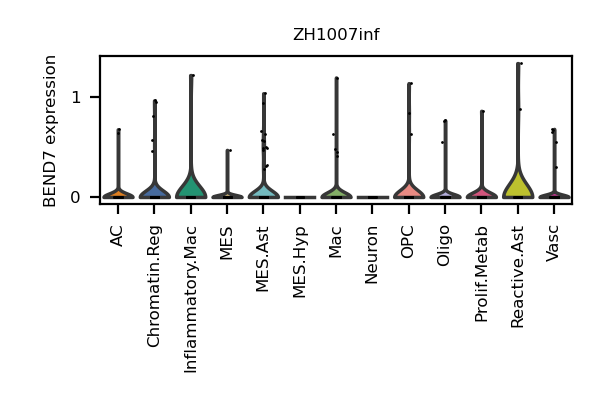 ZH1007inf
BEND7 expression
1
0
AC
Chromatin.Reg
Inflammatory.Mac
MES
MES.Ast
MES.Hyp
Mac
Neuron
OPC
Oligo
Prolif.Metab
Reactive.Ast
Vasc